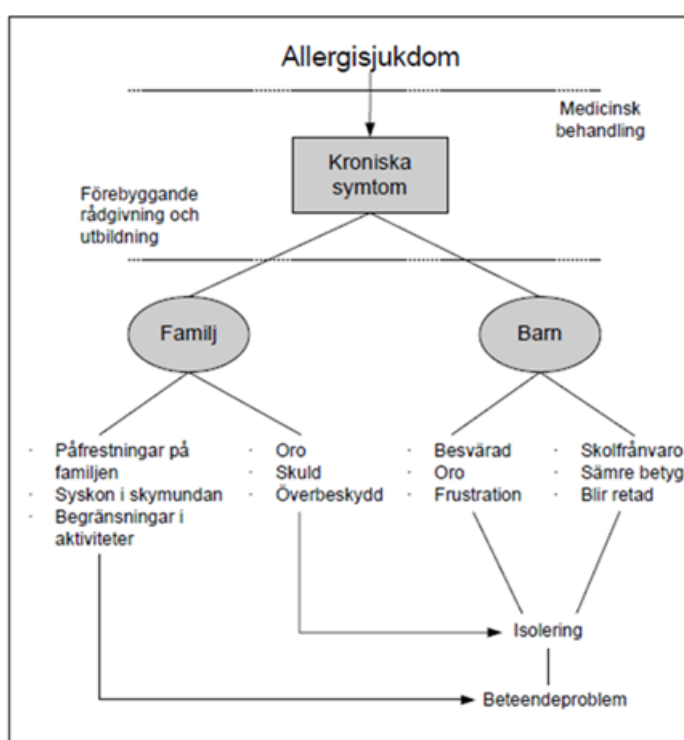 Allergisjukdom
Medicinsk
behandling
Kroniska
symtom
Förebyggande
rådgivning och
utbildning
Familj
Barn
· Påfrestningar på
familjen
· Syskon i skymundan
· Begränsningar i
aktiviteter
· Oro
· Skuld
· Överbeskydd
· Besvärad
· Oro
· Frustration
· Skolfrånvaro
· Sämre betyg
· Blir retad
Isolering
Beteendeproblem